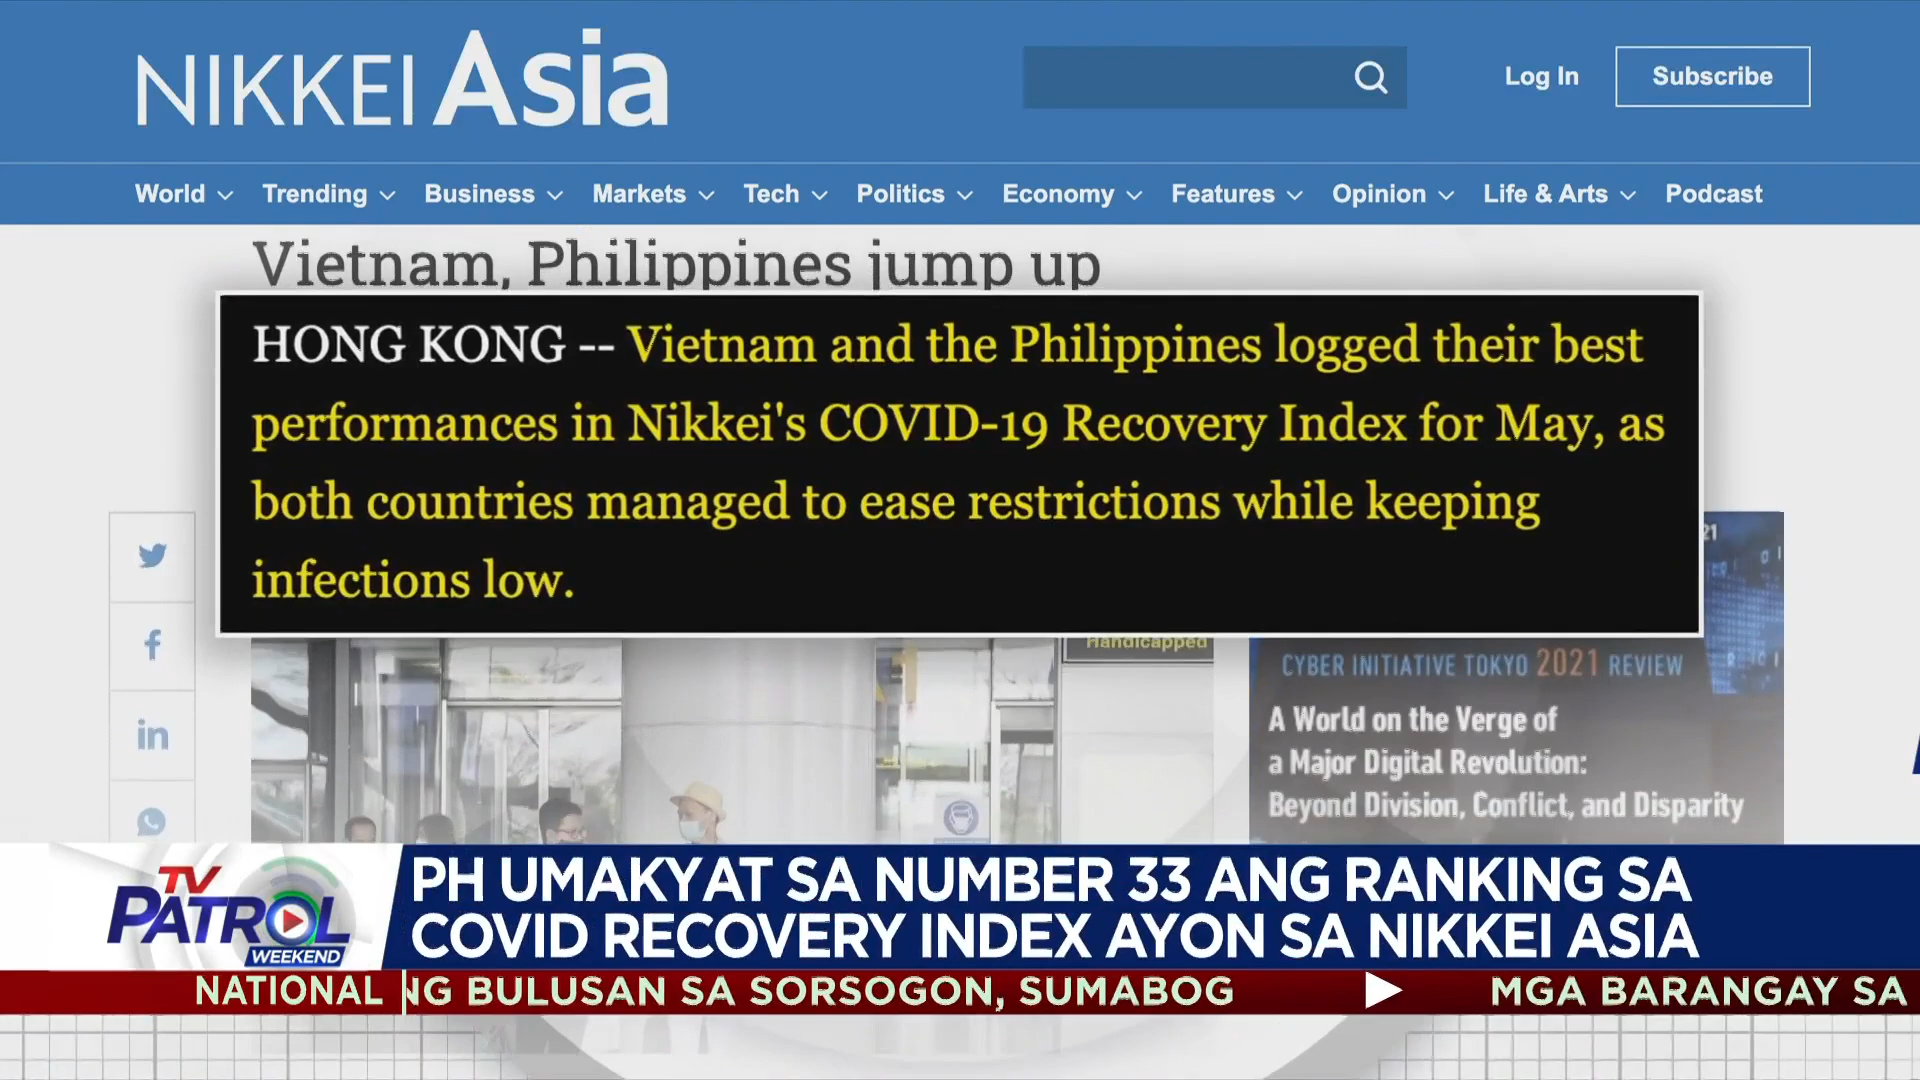 NIKKEI Asia
Log In
Subscribe
World
Trending
Business
Markets
Tech
Politics
Economy
Features
Opinion
Life & Arts
Podcast
Vietnam, Philippines jump up
HONG KONG -- Vietnam and the Philippines logged their best
performances in Nikkei's COVID-19 Recovery Index for May, as
both countries managed to ease restrictions while keeping
infections low.
21
Handicapped
CYBER INITIATIVE TOKYO 2021 REVIEW
A World on the Verge of
a Major Digital Revolution:
Beyond Division, Conflict, and Disparity
TV
PATROL
WEEKEND
PH UMAKYAT SA NUMBER 33 ANG RANKING SA
COVID RECOVERY INDEX AYON SA NIKKEI ASIA
NATIONAL
NG BULUSAN SA SORSOGON, SUMABOG
MGA BARANGAY SA